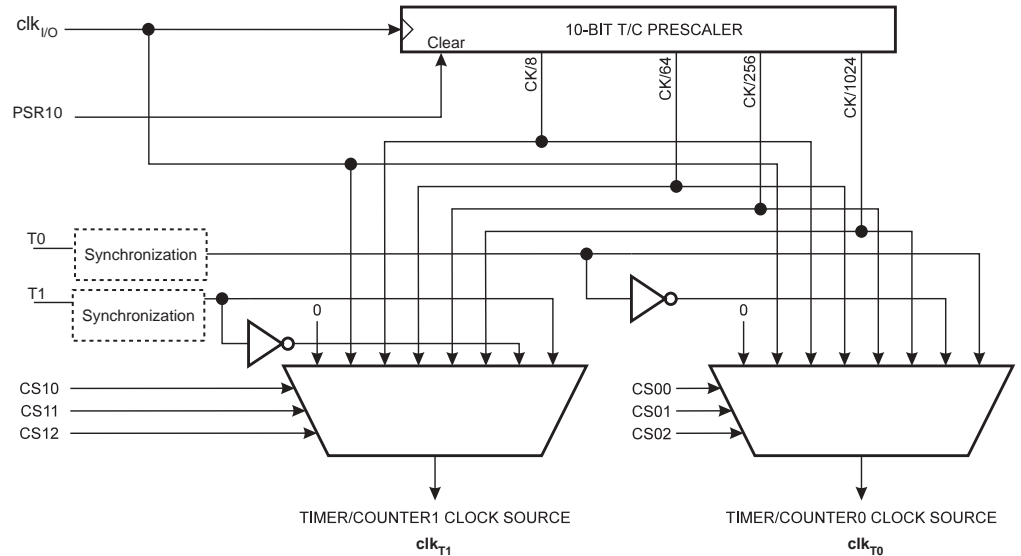 clkI/O
10-BIT T/C PRESCALER
Clear
CK/8
CK/64
CK/256
CK/1024
PSR10
T0
Synchronization
T1
Synchronization
0
0
CS10
CS11
CS12
CS00
CS01
CS02
TIMER/COUNTER1 CLOCK SOURCE
clkT1
TIMER/COUNTER0 CLOCK SOURCE
clkT0